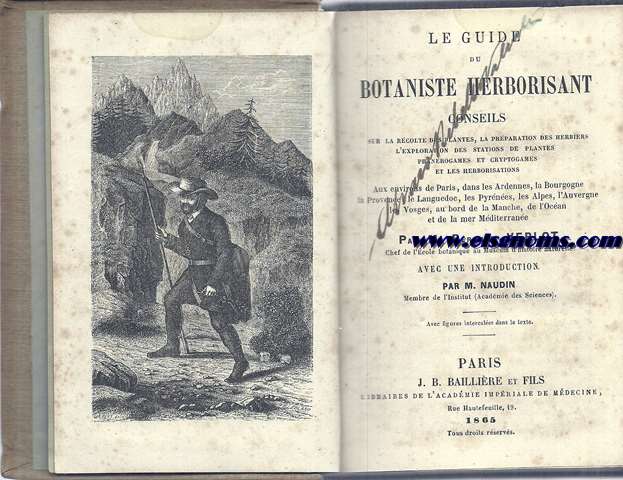 LE GUIDE
DU
BOTANISTE HERBORISANT
CONSEILS
SUR LA RÉCOLTE DES PLANTES, LA PRÉPARATION DES HERBIERS
L'EXPLORATION DES STATIONS DE PLANTES
PHANÉROGAMES ET CRYPTOGAMES
ET LES HERBORISATIONS
Aux environs de Paris, dans les Ardennes, la Bourgogne
la Provence, le Languedoc, les Pyrénées, les Alpes, l'Auvergne
les Vosges, au bord de la Manche, de l'Océan
et de la mer Méditerranée
VERLOT
www.elsenoms.com
Chef de l'École botanique au Muséum d'histoire naturelle
AVEC UNE INTRODUCTION
PAR M. NAUDIN
Membre de l'Institut (Académie des Sciences).
Avec figures intercalées dans le texte.
PARIS
J. B. BAILLIÈRE ET FILS
LIBRAIRES DE L'ACADÉMIE IMPÉRIALE DE MÉDECINE,
Rue Hautefeuille, 19.
1865
Tous droits réservés.